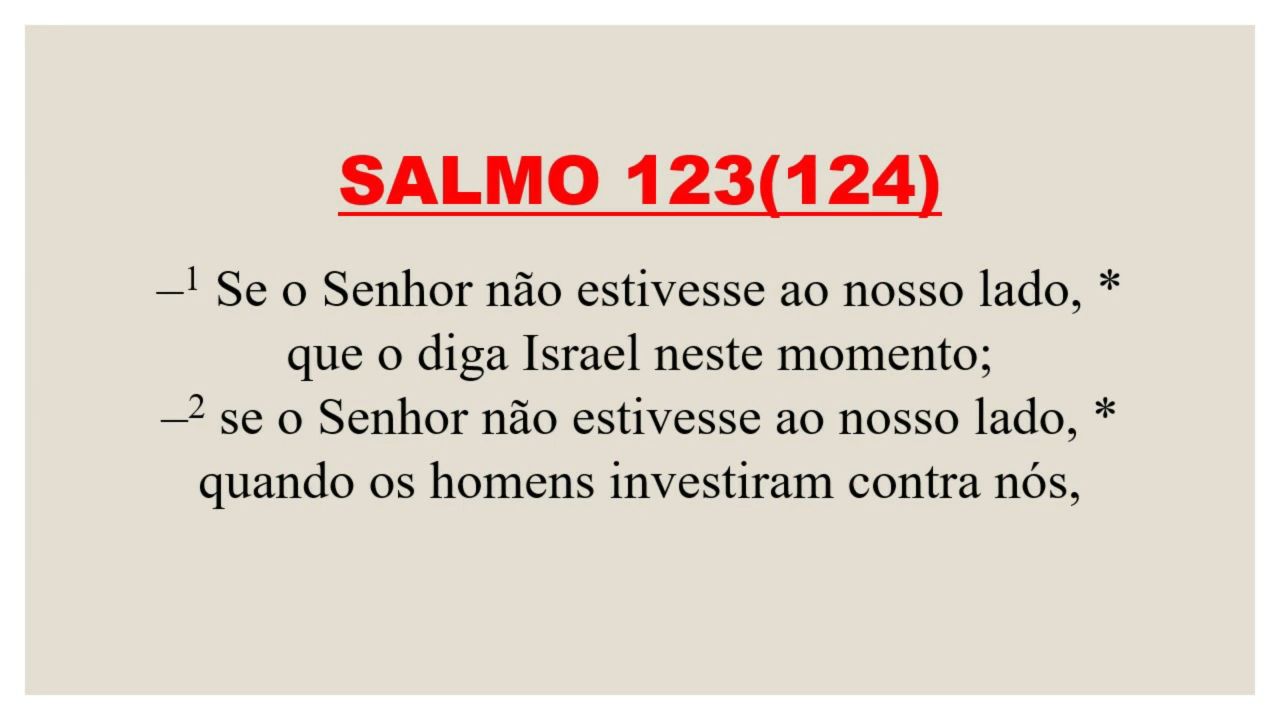 SALMO 123(124)
–¹ Se o Senhor não estivesse ao nosso lado, *
que o diga Israel neste momento;
–² se o Senhor não estivesse ao nosso lado, *
quando os homens investiram contra nós,